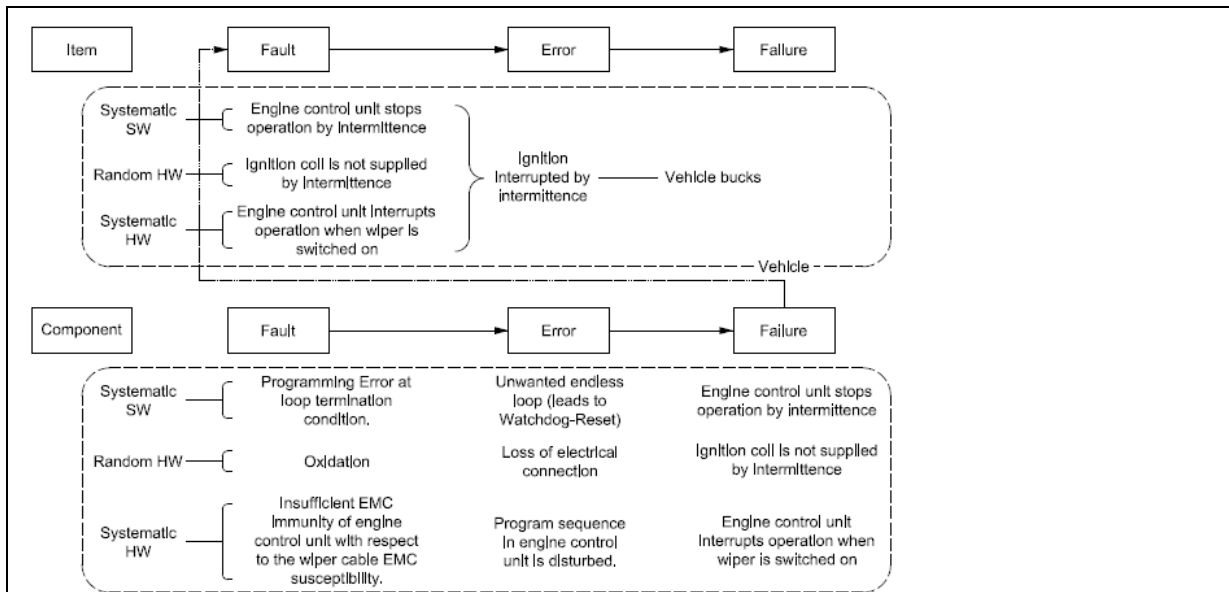 Item
Fault
Error
Failure
Systematic
SW
Engine control unit stops
operation by intermittence
Random HW
Ignition coil is not supplied
by intermittence
Systematic
HW
Engine control unit interrupts
operation when wiper is
switched on
Ignition
interrupted by
intermittence
Vehicle bucks
Vehicle
Component
Fault
Error
Failure
Systematic
SW
Programming Error at
loop termination
condition.
Unwanted endless
loop (leads to
Watchdog-Reset)
Engine control unit stops
operation by intermittence
Random HW
Oxidation
Loss of electrical
connection
Ignition coil is not supplied
by intermittence
Systematic
HW
Insufficient EMC
immunity of engine
control unit with respect
to the wiper cable EMC
susceptibility.
Program sequence
in engine control
unit is disturbed.
Engine control unit
interrupts operation when
wiper is switched on